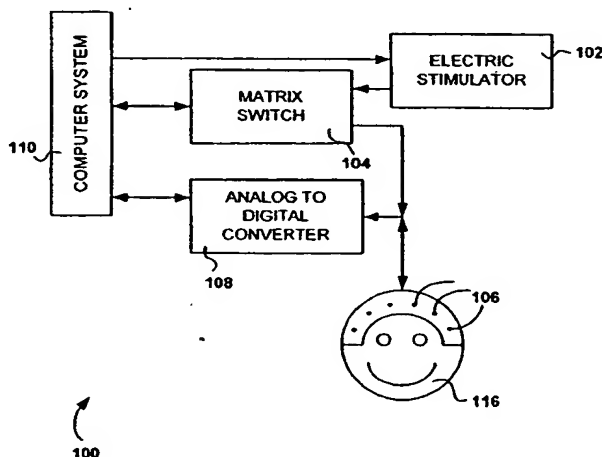 COMPUTER SYSTEM
110
ELECTRIC
STIMULATOR
102
MATRIX
SWITCH
104
ANALOG TO
DIGITAL
CONVERTER
108
106
116
100